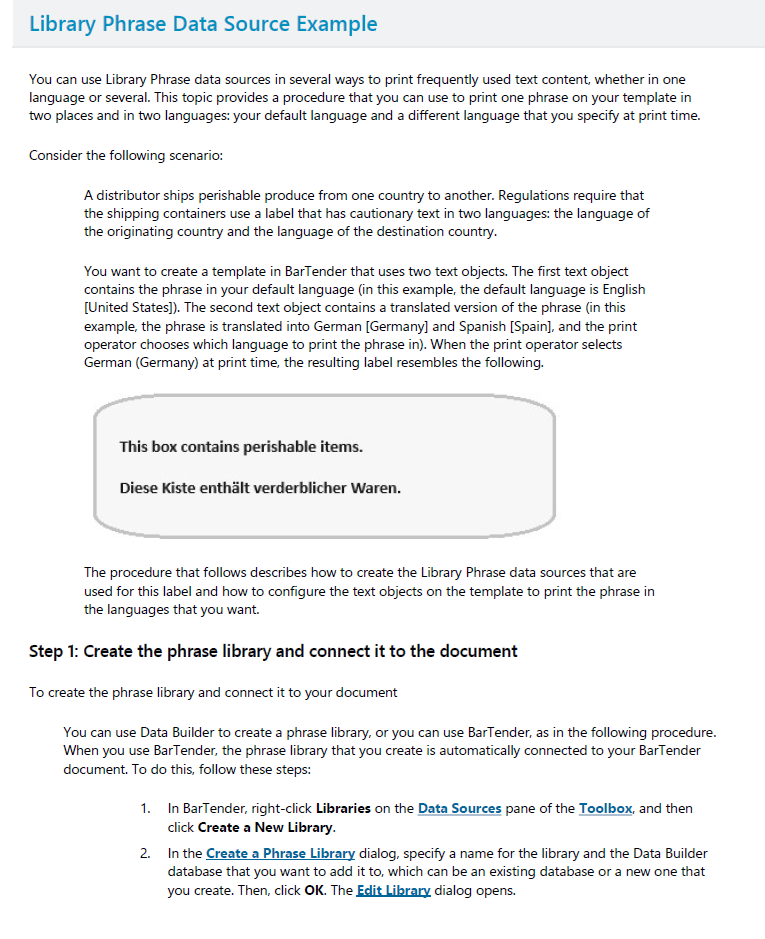 Library Phrase Data Source Example
You can use Library Phrase data sources in several ways to print frequently used text content, whether in one
language or several. This topic provides a procedure that you can use to print one phrase on your template in
two places and in two languages: your default language and a different language that you specify at print time.
Consider the following scenario:
A distributor ships perishable produce from one country to another. Regulations require that
the shipping containers use a label that has cautionary text in two languages: the language of
the originating country and the language of the destination country.
You want to create a template in BarTender that uses two text objects. The first text object
contains the phrase in your default language (in this example, the default language is English
[United States]). The second text object contains a translated version of the phrase (in this
example, the phrase is translated into German [Germany] and Spanish [Spain], and the print
operator chooses which language to print the phrase in). When the print operator selects
German (Germany) at print time, the resulting label resembles the following.
This box contains perishable items.
Diese Kiste enthält verderblicher Waren.
The procedure that follows describes how to create the Library Phrase data sources that are
used for this label and how to configure the text objects on the template to print the phrase in
the languages that you want.
Step 1: Create the phrase library and connect it to the document
To create the phrase library and connect it to your document
You can use Data Builder to create a phrase library, or you can use BarTender, as in the following procedure.
When you use BarTender, the phrase library that you create is automatically connected to your BarTender
document. To do this, follow these steps:
1. In BarTender, right-click Libraries on the Data Sources pane of the Toolbox, and then
click Create a New Library.
2. In the Create a Phrase Library dialog, specify a name for the library and the Data Builder
database that you want to add it to, which can be an existing database or a new one that
you create. Then, click OK. The Edit Library dialog opens.